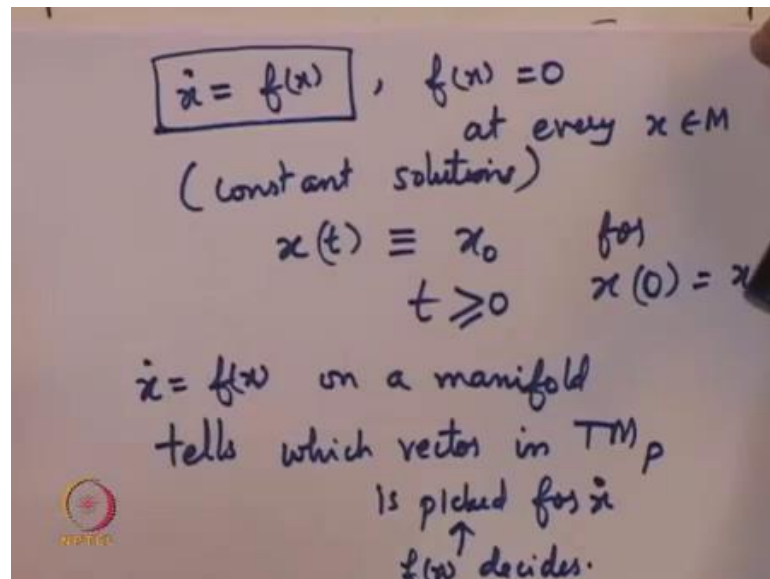 ẋ = f(x) , f(x) = 0
at every x ∈ M
(constant solutions)
x(t) ≡ x₀ for
t ⩾ 0 x(0) = x
ẋ = f(x) on a manifold
tells which vector in TMₚ
is picked for ẋ
↑
f(x) decides.
NPTEL